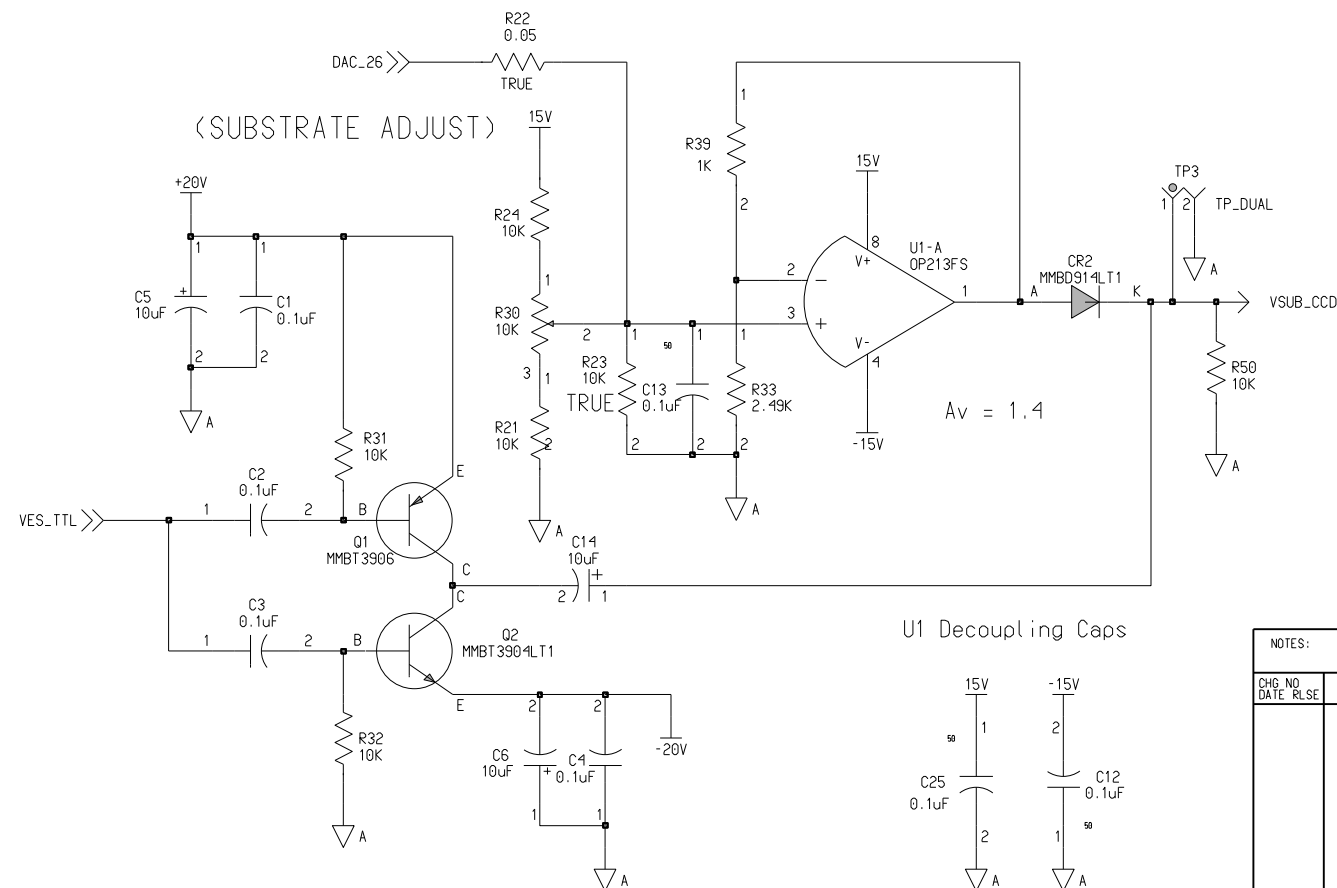 R22
0.05
DAC_26
TRUE
(SUBSTRATE ADJUST)
15V
1
R39
1K
2
15V
TP3
1 2 TP_DUAL
A
+20V
1 1
R24
10K
8
V+
U1-A
OP213FS
CR2
MMBD914LT1
2
1
A K
VSUB_CCD
C5
10uF
+
C1
0.1uF
2 2
A
1
R30
10K
2
3
1 1 1
50
3
V-
4
-15V
R23
10K
TRUE
C13
0.1uF
R33
2.49K
Av = 1.4
R50
10K
A
1
R21
10K
2
2 2 2
A
A
R31
10K
E
C2
0.1uF
VES_TTL
1 2 B
Q1
MMBT3906
C
C14
10uF
+
2 1
C
C3
0.1uF
1 2 B
Q2
MMBT3904LT1
E
R32
10K
A
2 2
-20V
C6
10uF
+
C4
0.1uF
1 1
A
U1 Decoupling Caps
15V -15V
1 2
50
C25
0.1uF
C12
0.1uF
50
2 1
A A
NOTES:
CHG NO
DATE RLSE